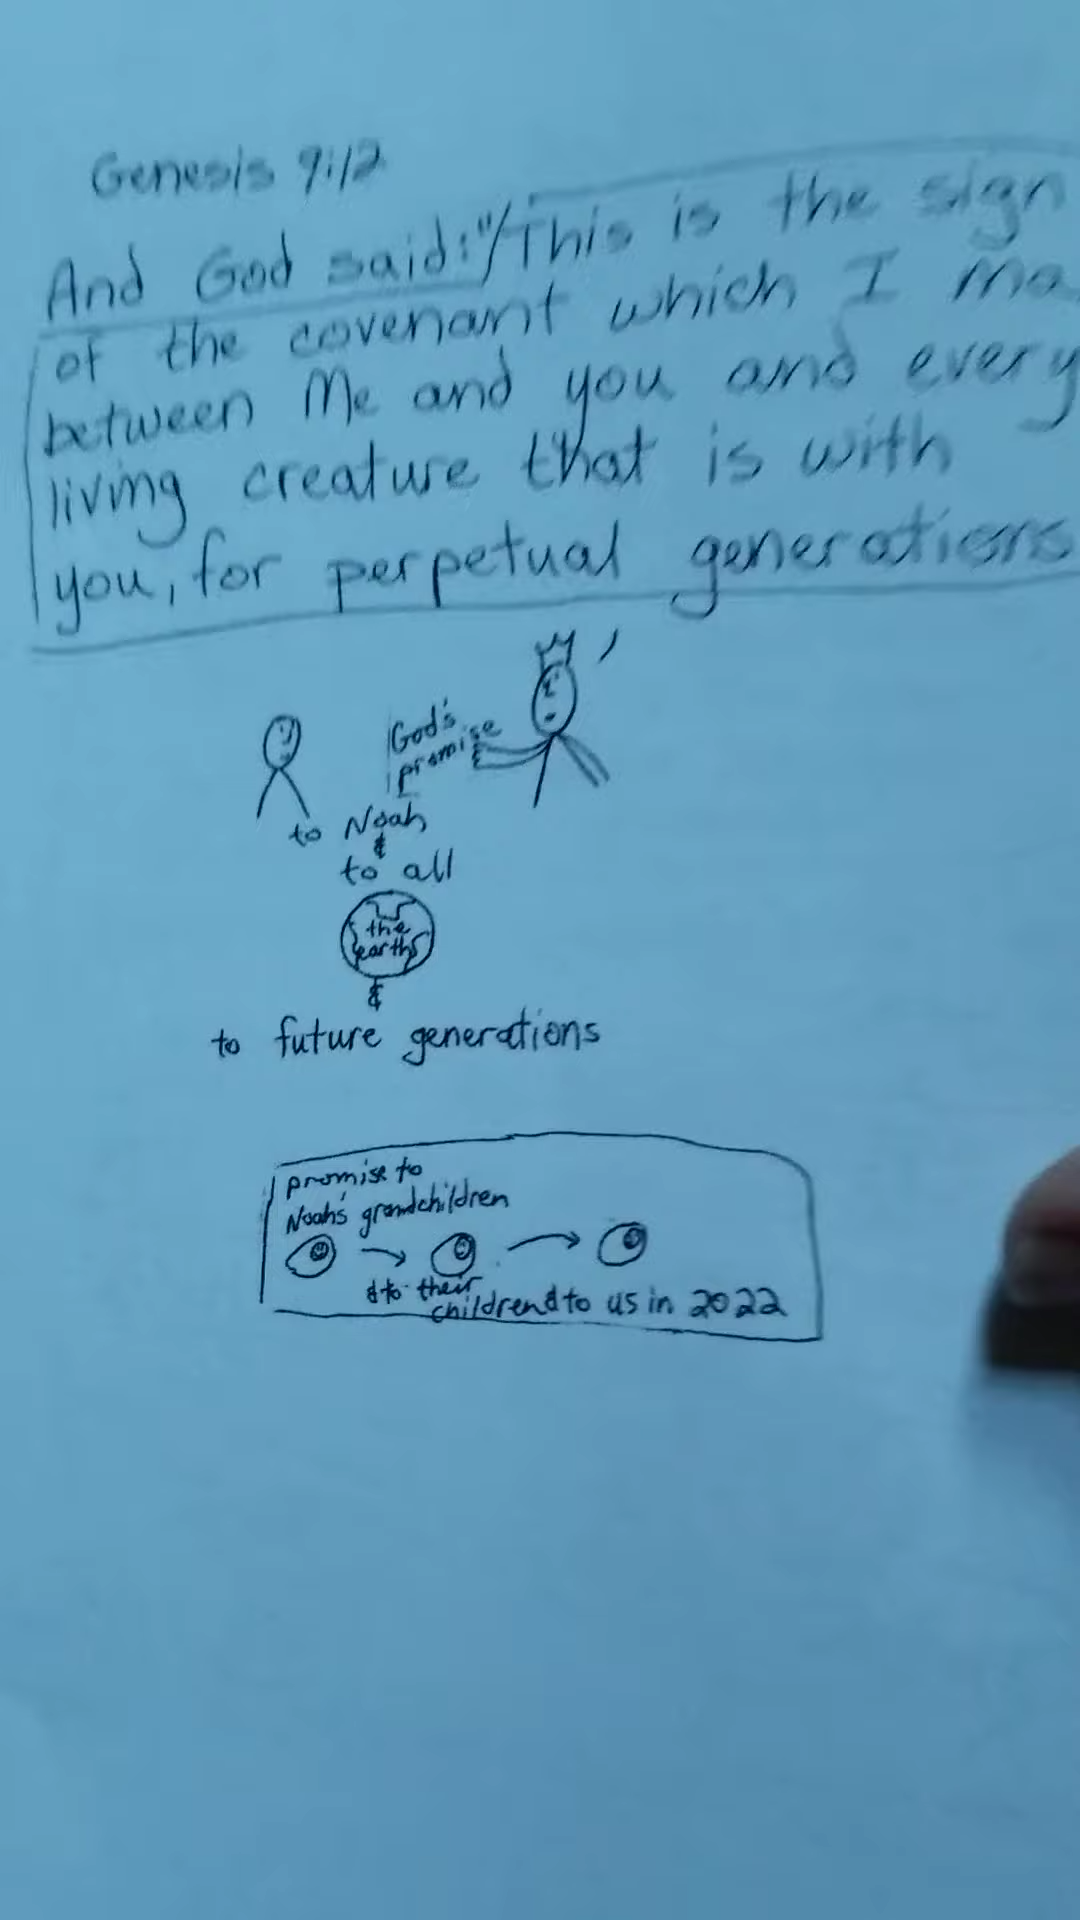 Genesis 9:12
And God said: "This is the sign
of the covenant which I ma
between Me and you and every
living creature that is with
you, for perpetual generations
God's
promise
to Noah
&
to all
the
earth
&
to future generations
promise to
Noah's grandchildren
& to their
children & to us in 2022